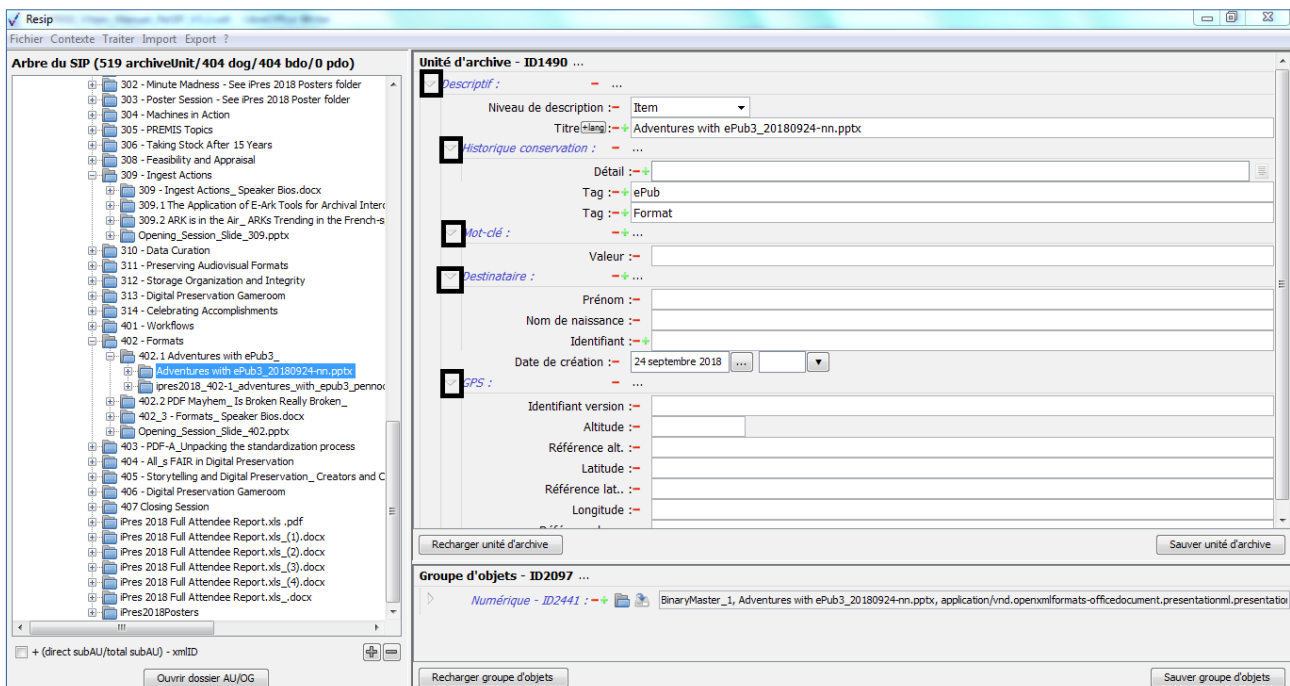 Resip
Fichier Contexte Traiter Import Export ?
Arbre du SIP (519 archiveUnit/404 dog/404 bdo/0 pdo)
302 - Minute Madness - See iPres 2018 Posters folder
303 - Poster Session - See iPres 2018 Poster folder
304 - Machines in Action
305 - PREMIS Topics
306 - Taking Stock After 15 Years
308 - Feasibility and Appraisal
309 - Ingest Actions
309 - Ingest Actions_ Speaker Bios.docx
309.1 The Application of E-Ark Tools for Archival Interc
309.2 ARK is in the Air_ ARKs Trending in the French-s
Opening_Session_Slide_309.pptx
310 - Data Curation
311 - Preserving Audiovisual Formats
312 - Storage Organization and Integrity
313 - Digital Preservation Gameroom
314 - Celebrating Accomplishments
401 - Workflows
402 - Formats
402.1 Adventures with ePub3_
Adventures with ePub3_20180924-nn.pptx
ipres2018_402-1_adventures_with_epub3_pennoc
402.2 PDF Mayhem_ Is Broken Really Broken_
402_3 - Formats_ Speaker Bios.docx
Opening_Session_Slide_402.pptx
403 - PDF-A_Unpacking the standardization process
404 - All_s FAIR in Digital Preservation
405 - Storytelling and Digital Preservation_ Creators and C
406 - Digital Preservation Gameroom
407 Closing Session
iPres 2018 Full Attendee Report.xls .pdf
iPres 2018 Full Attendee Report.xls_(1).docx
iPres 2018 Full Attendee Report.xls_(2).docx
iPres 2018 Full Attendee Report.xls_(3).docx
iPres 2018 Full Attendee Report.xls_(4).docx
iPres 2018 Full Attendee Report.xls_.docx
iPres2018Posters
+ (direct subAU/total subAU) - xmlID
Ouvrir dossier AU/OG
Unité d'archive - ID1490 ...
Descriptif : − ...
Niveau de description :− Item
Titre +lang :−+ Adventures with ePub3_20180924-nn.pptx
Historique conservation : − ...
Détail :−+
Tag :−+ ePub
Tag :−+ Format
Mot-clé : −+ ...
Valeur :−
Destinataire : −+ ...
Prénom :−
Nom de naissance :−
Identifiant :−+
Date de création :− 24 septembre 2018 ...
GPS : − ...
Identifiant version :−
Altitude :−
Référence alt. :−
Latitude :−
Référence lat.. :−
Longitude :−
Recharger unité d'archive Sauver unité d'archive
Groupe d'objets - ID2097 ...
Numérique - ID2441 : −+ BinaryMaster_1, Adventures with ePub3_20180924-nn.pptx, application/vnd.openxmlformats-officedocument.presentationml.presentatio
Recharger groupe d'objets Sauver groupe d'objets